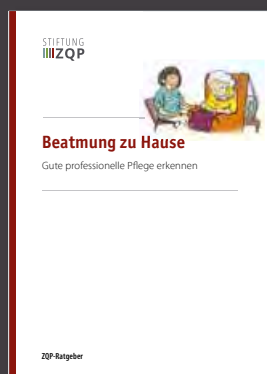 STIFTUNG
ZQP
Beatmung zu Hause
Gute professionelle Pflege erkennen
ZQP-Ratgeber